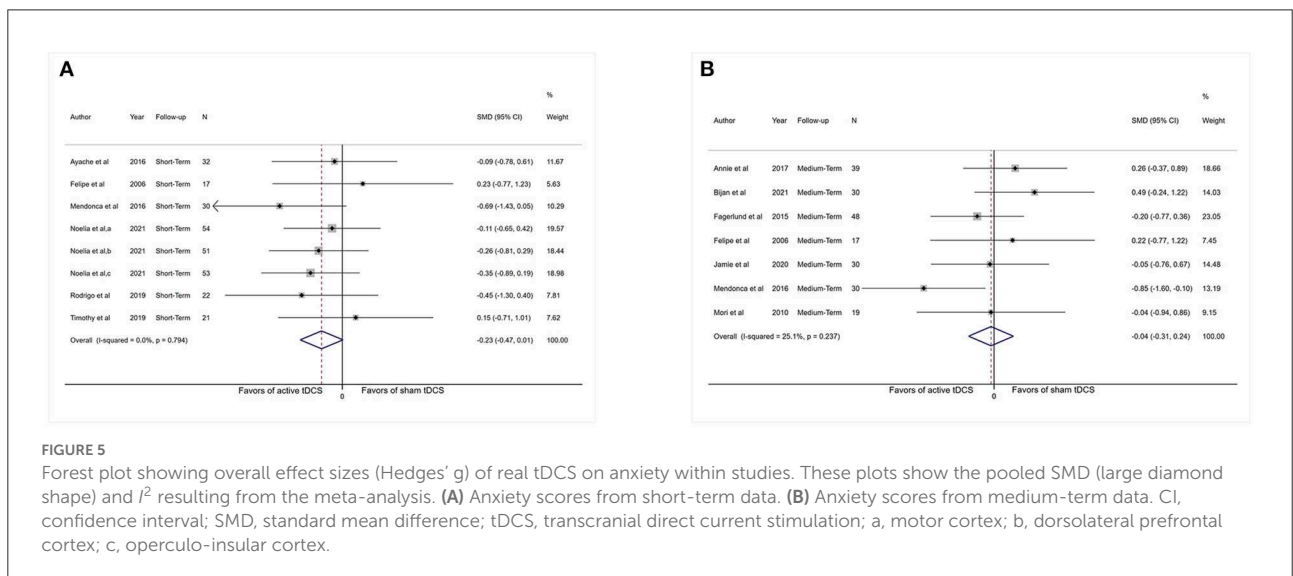 A
%
Author Year Follow-up N SMD (95% CI) Weight
Ayache et al 2016 Short-Term 32 -0.09 (-0.78, 0.61) 11.67
Felipe et al 2006 Short-Term 17 0.23 (-0.77, 1.23) 5.63
Mendonca et al 2016 Short-Term 30 -0.69 (-1.43, 0.05) 10.29
Noelia et al,a 2021 Short-Term 54 -0.11 (-0.65, 0.42) 19.57
Noelia et al,b 2021 Short-Term 51 -0.26 (-0.81, 0.29) 18.44
Noelia et al,c 2021 Short-Term 53 -0.35 (-0.89, 0.19) 18.98
Rodrigo et al 2019 Short-Term 22 -0.45 (-1.30, 0.40) 7.81
Timothy et al 2019 Short-Term 21 0.15 (-0.71, 1.01) 7.62
Overall (I-squared = 0.0%, p = 0.794) -0.23 (-0.47, 0.01) 100.00
Favors of active tDCS Favors of sham tDCS
0
B
%
Author Year Follow-up N SMD (95% CI) Weight
Annie et al 2017 Medium-Term 39 0.26 (-0.37, 0.89) 18.66
Bijan et al 2021 Medium-Term 30 0.49 (-0.24, 1.22) 14.03
Fagerlund et al 2015 Medium-Term 48 -0.20 (-0.77, 0.36) 23.05
Felipe et al 2006 Medium-Term 17 0.22 (-0.77, 1.22) 7.45
Jamie et al 2020 Medium-Term 30 -0.05 (-0.76, 0.67) 14.48
Mendonca et al 2016 Medium-Term 30 -0.85 (-1.60, -0.10) 13.19
Mori et al 2010 Medium-Term 19 -0.04 (-0.94, 0.86) 9.15
Overall (I-squared = 25.1%, p = 0.237) -0.04 (-0.31, 0.24) 100.00
Favors of active tDCS Favors of sham tDCS
0
FIGURE 5
Forest plot showing overall effect sizes (Hedges' g) of real tDCS on anxiety within studies. These plots show the pooled SMD (large diamond
shape) and I² resulting from the meta-analysis. (A) Anxiety scores from short-term data. (B) Anxiety scores from medium-term data. CI,
confidence interval; SMD, standard mean difference; tDCS, transcranial direct current stimulation; a, motor cortex; b, dorsolateral prefrontal
cortex; c, operculo-insular cortex.